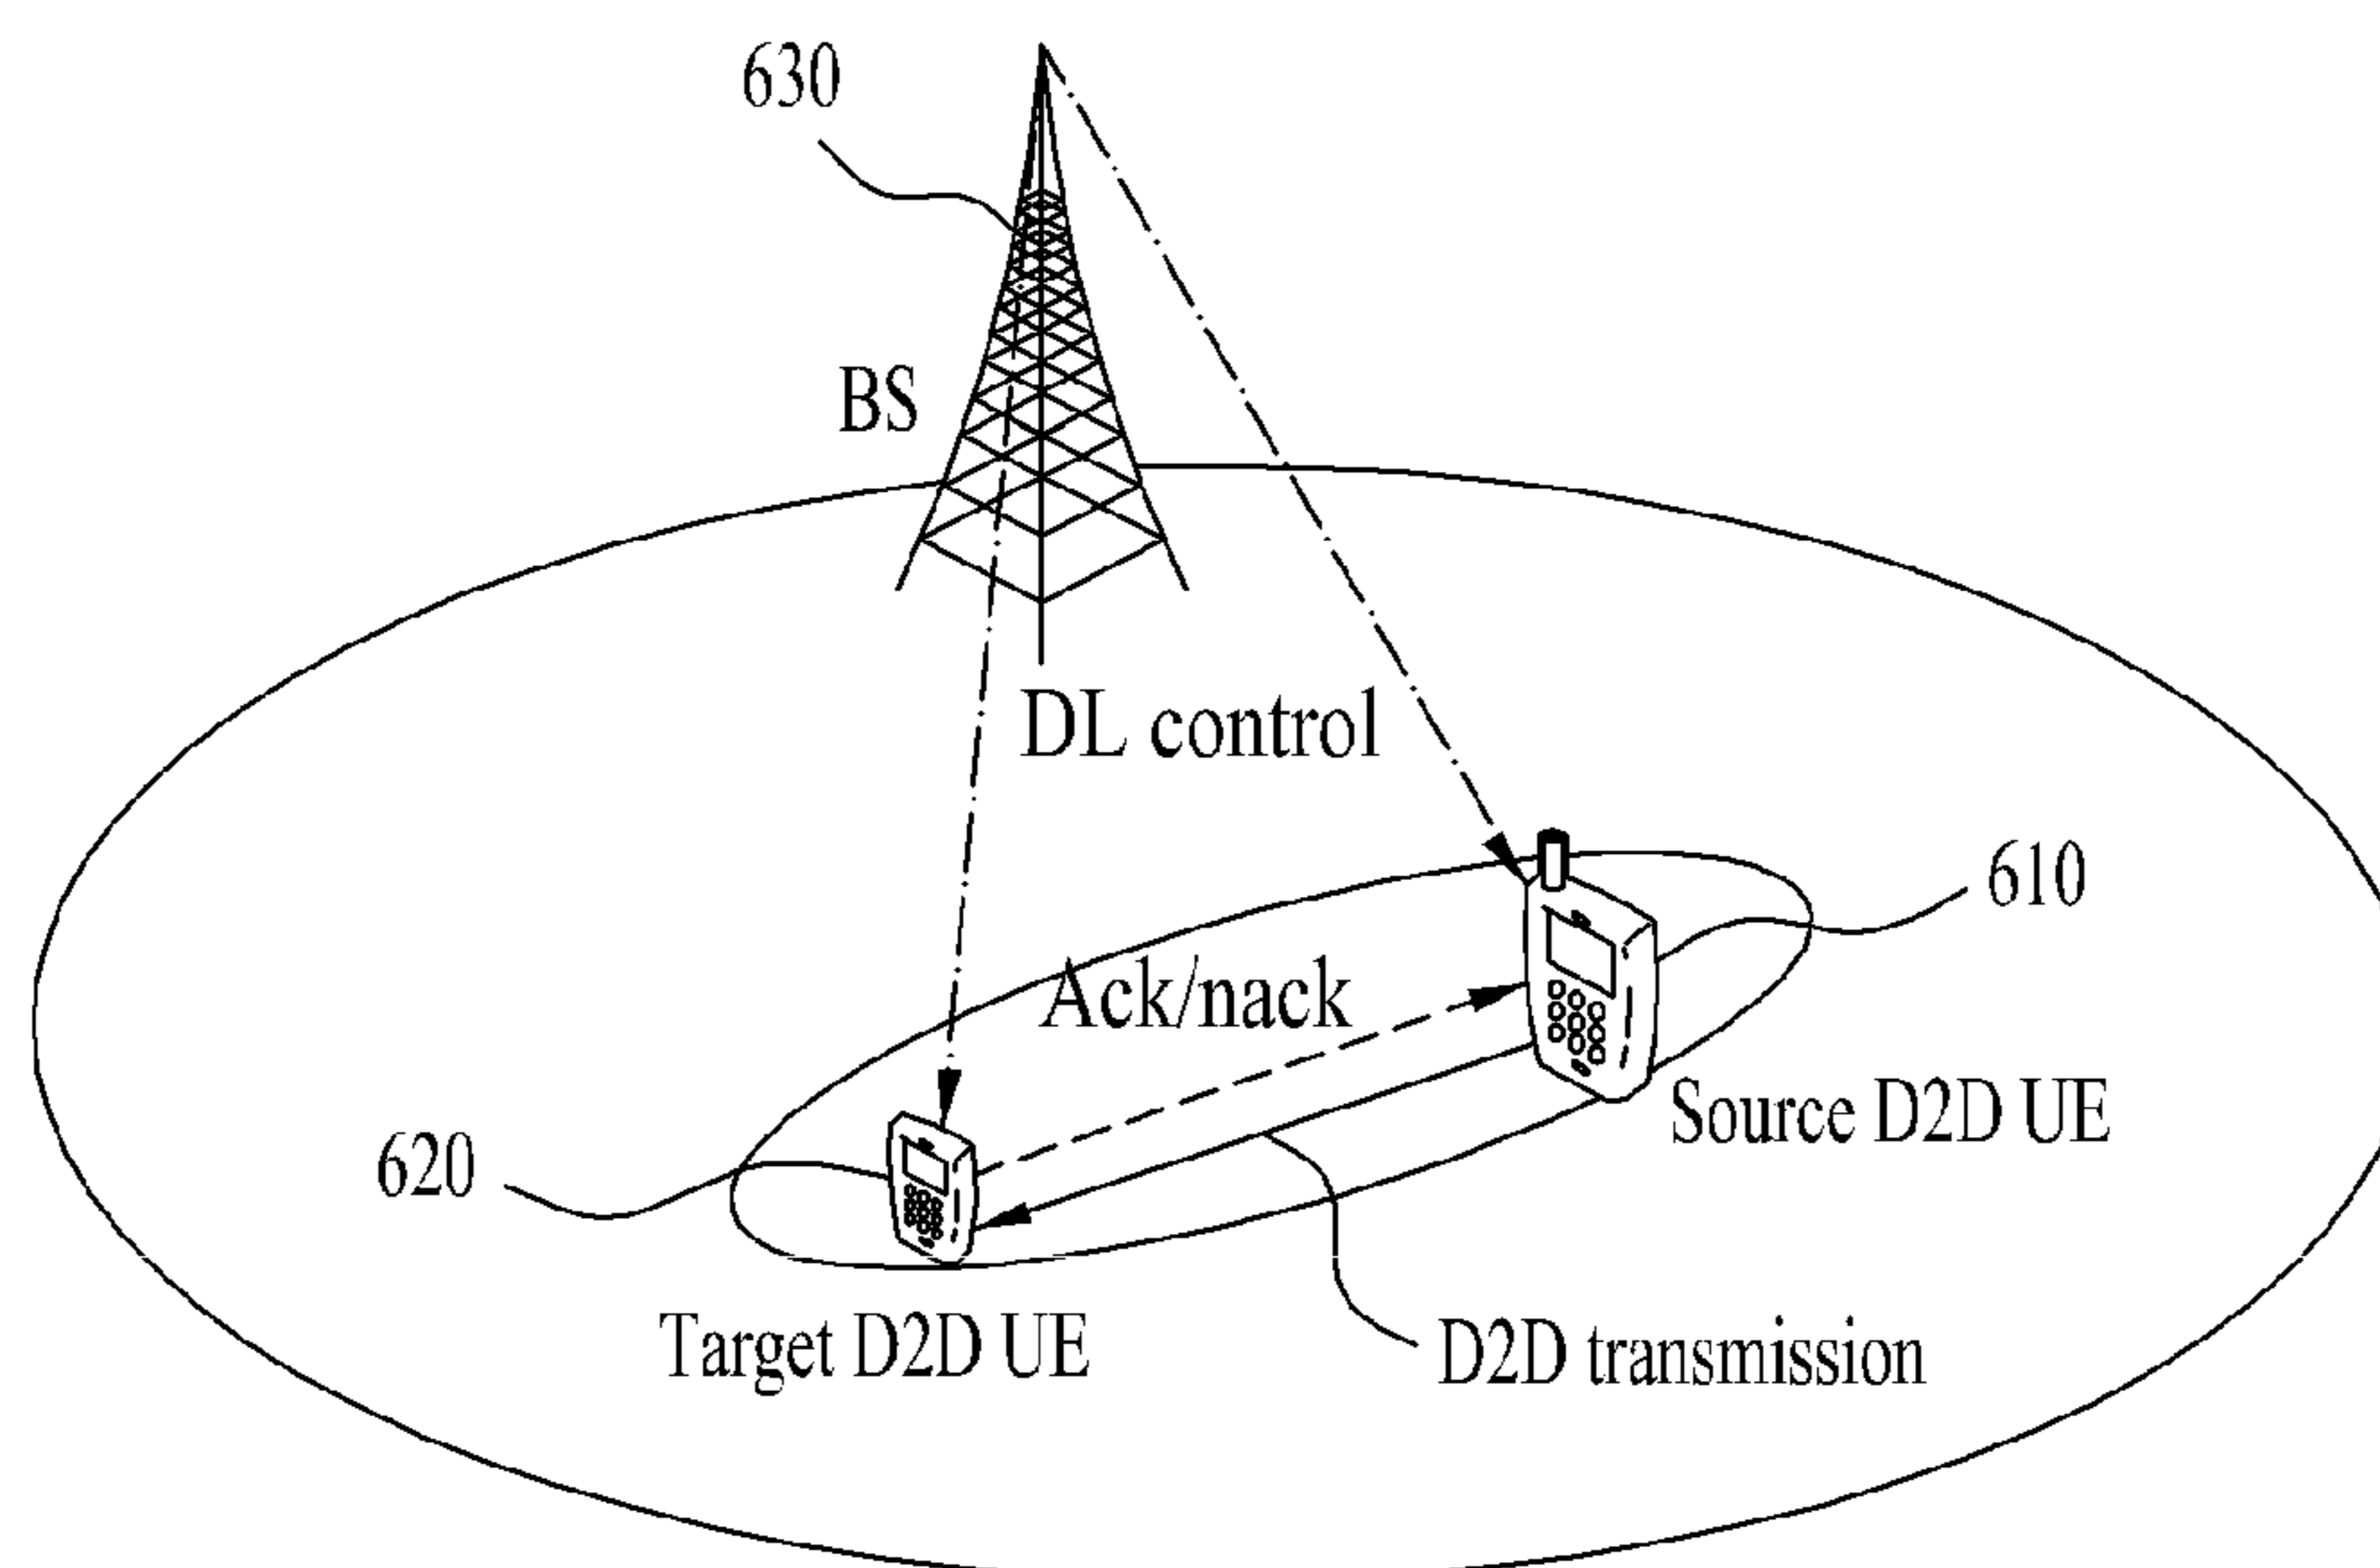 630
BS
DL control
610
Ack/nack
Source D2D UE
620
Target D2D UE
D2D transmission